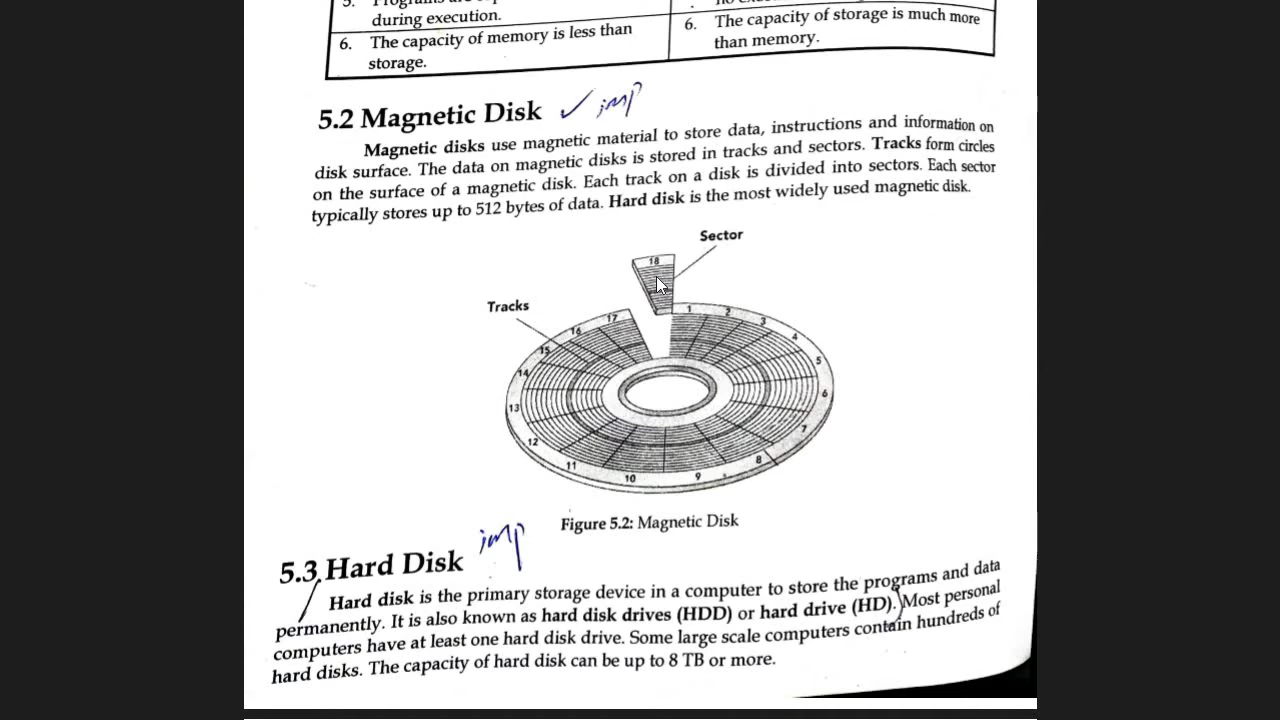 5.
during execution.
6. The capacity of memory is less than
storage.
6. The capacity of storage is much more
than memory.
5.2 Magnetic Disk ✓ imp
Magnetic disks use magnetic material to store data, instructions and information on
disk surface. The data on magnetic disks is stored in tracks and sectors. Tracks form circles
on the surface of a magnetic disk. Each track on a disk is divided into sectors. Each sector
typically stores up to 512 bytes of data. Hard disk is the most widely used magnetic disk.
Sector
18
Tracks
17
1
2
3
4
5
6
7
8
9
10
11
12
13
14
15
16
Figure 5.2: Magnetic Disk
5.3 Hard Disk imp
Hard disk is the primary storage device in a computer to store the programs and data
permanently. It is also known as hard disk drives (HDD) or hard drive (HD). Most personal
computers have at least one hard disk drive. Some large scale computers contain hundreds of
hard disks. The capacity of hard disk can be up to 8 TB or more.